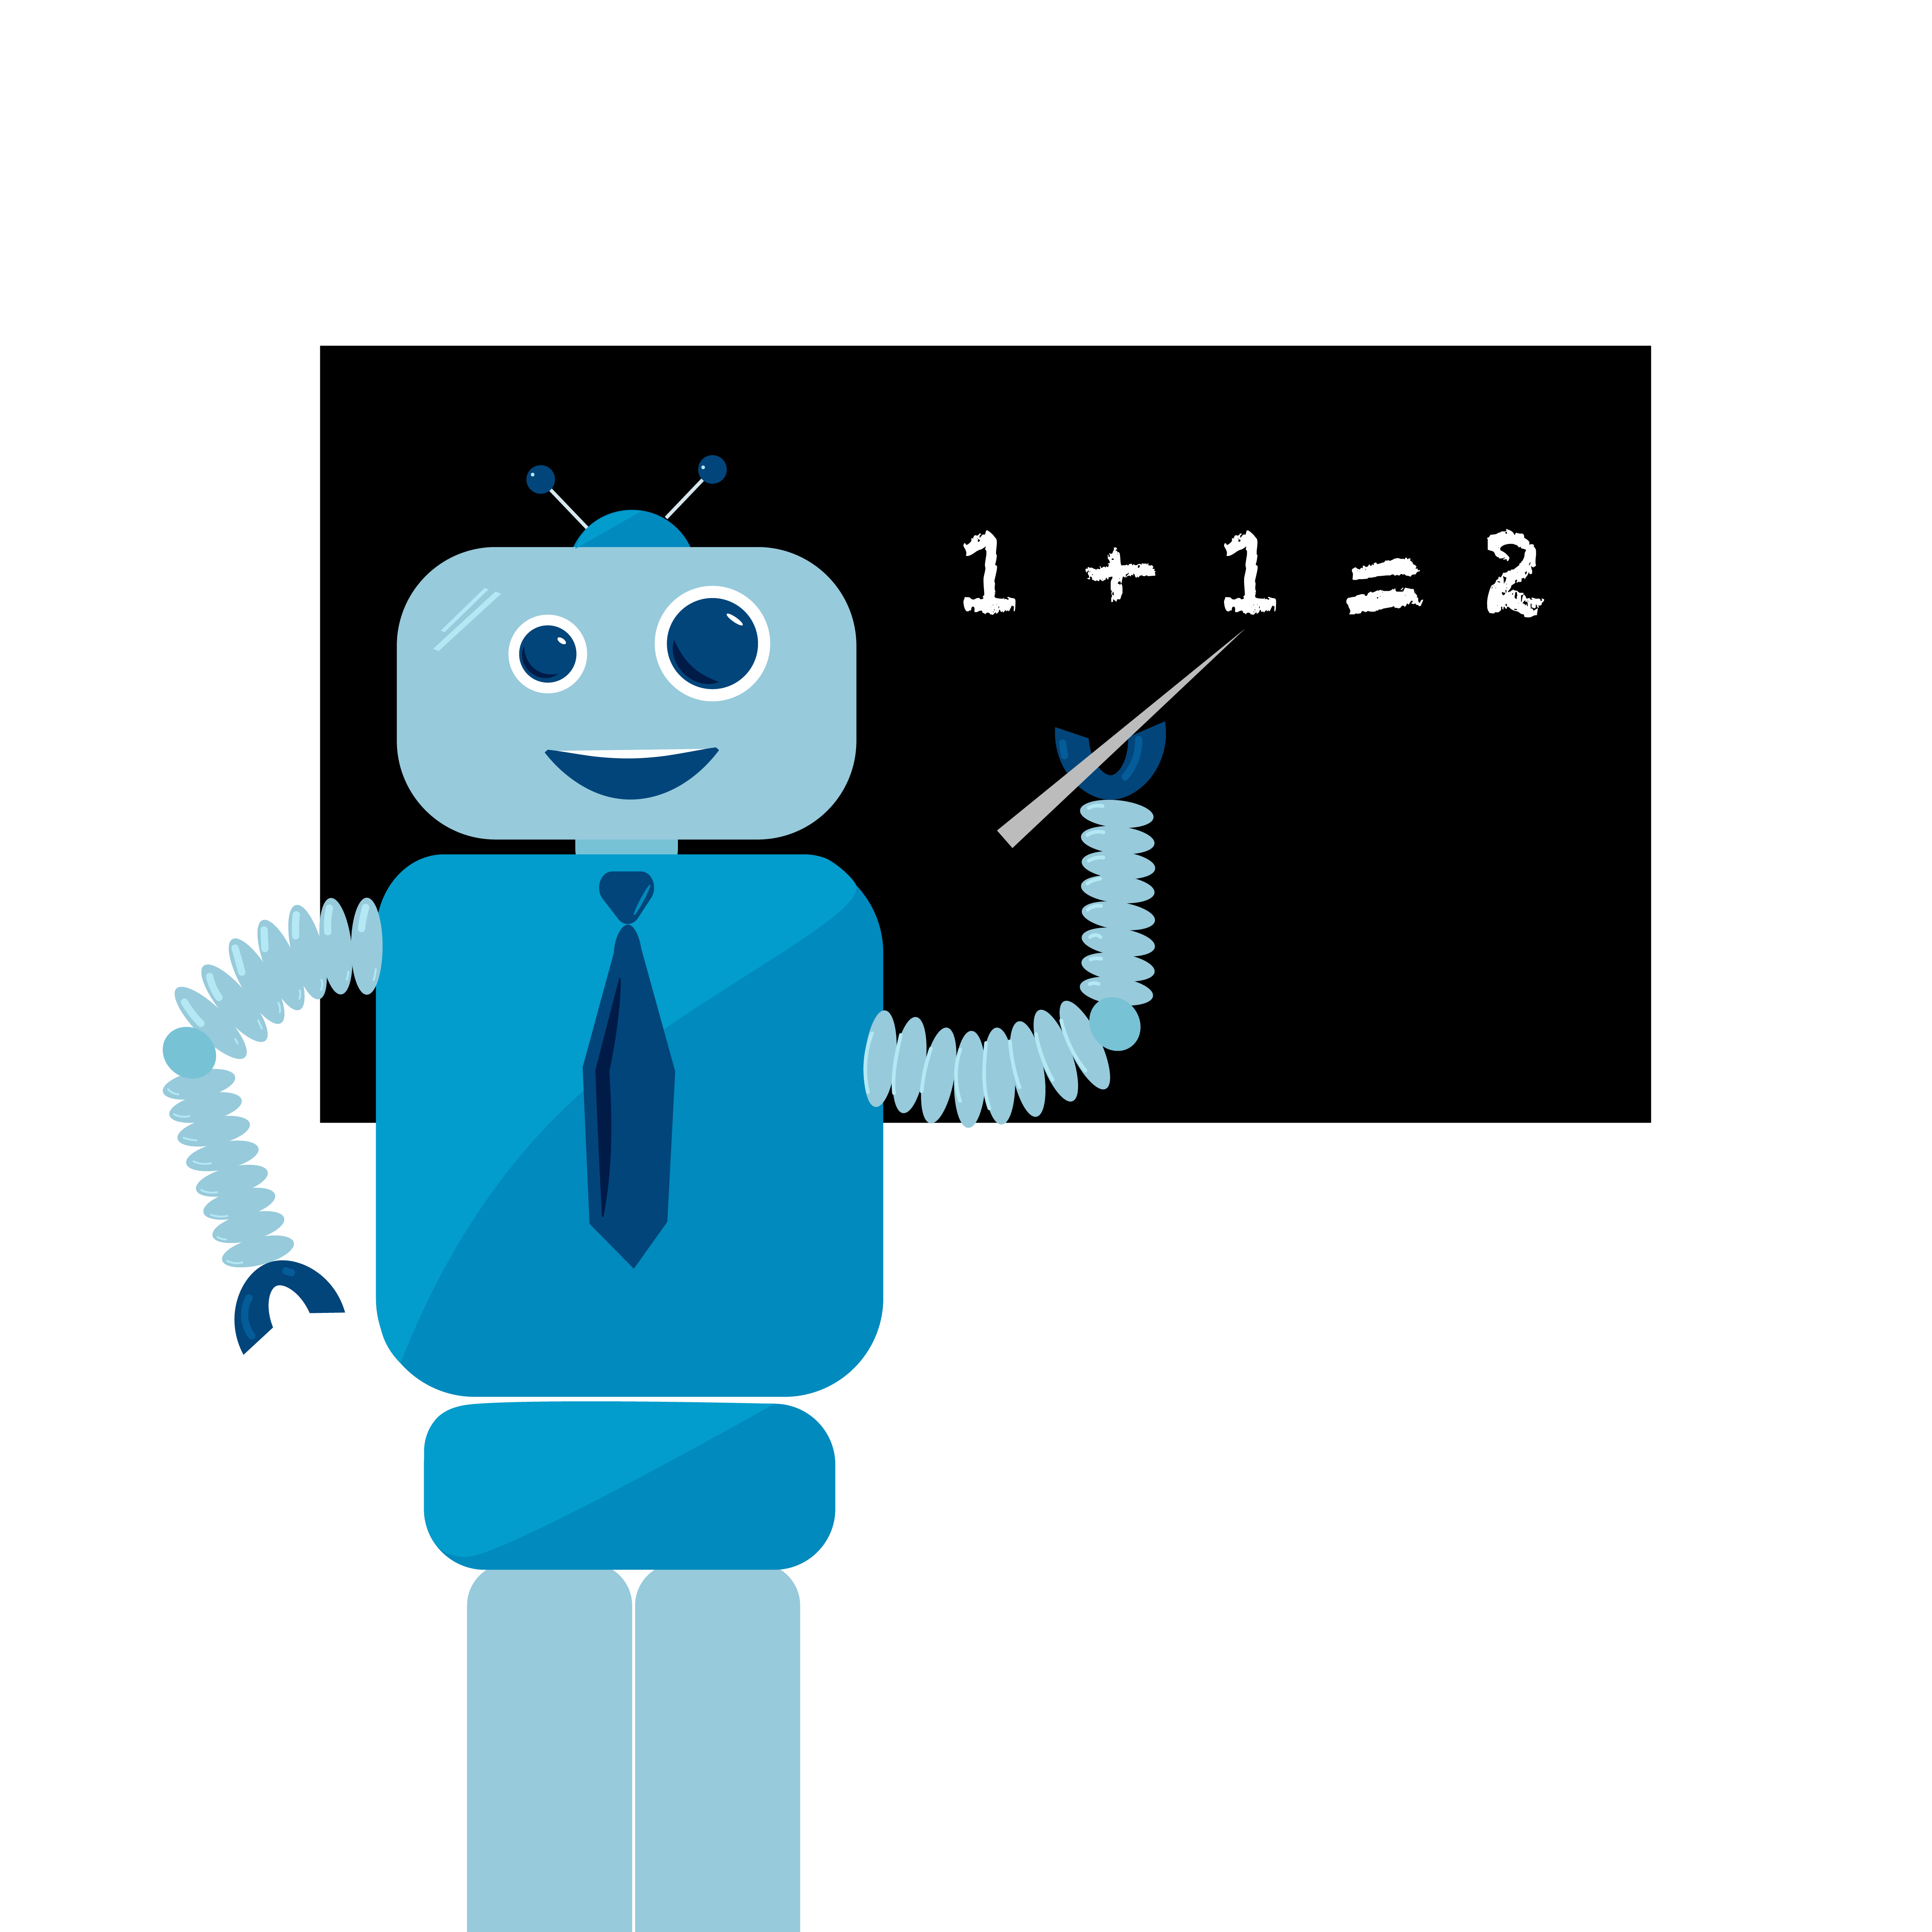 1 + 1 = 2